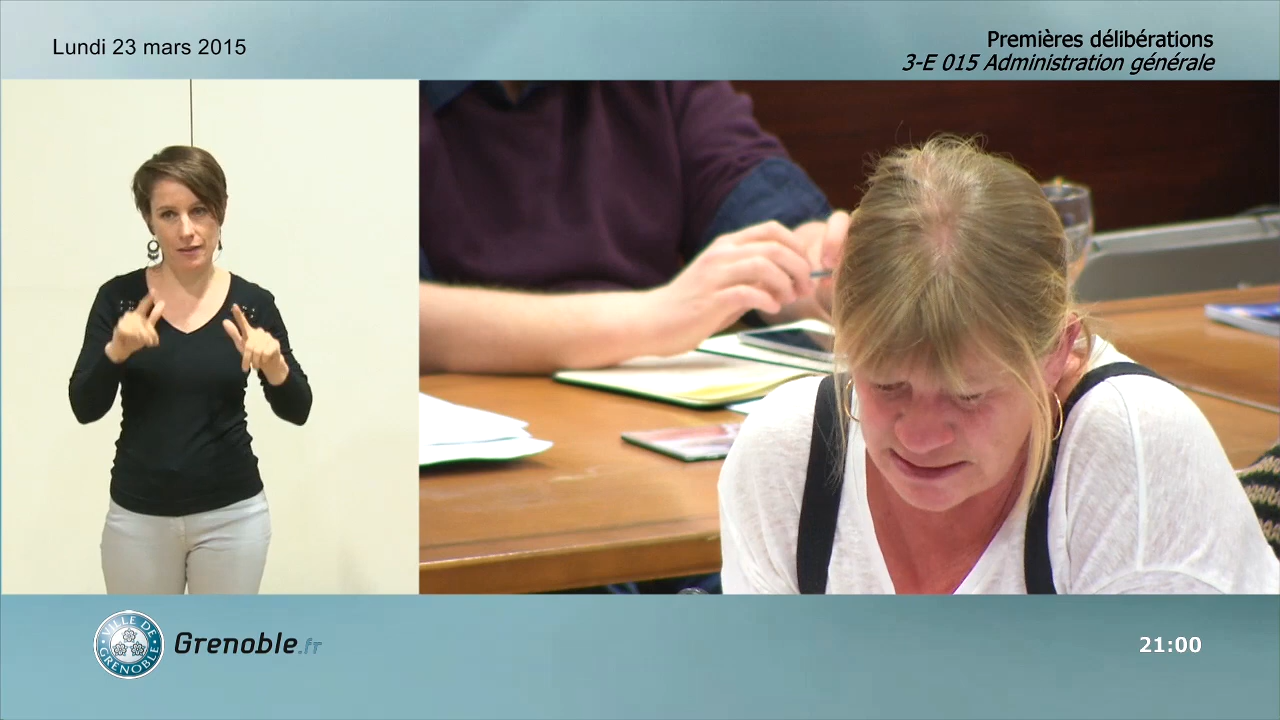 Lundi 23 mars 2015
Premières délibérations
3-E 015 Administration générale
VILLE DE GRENOBLE
Grenoble.fr
21:00